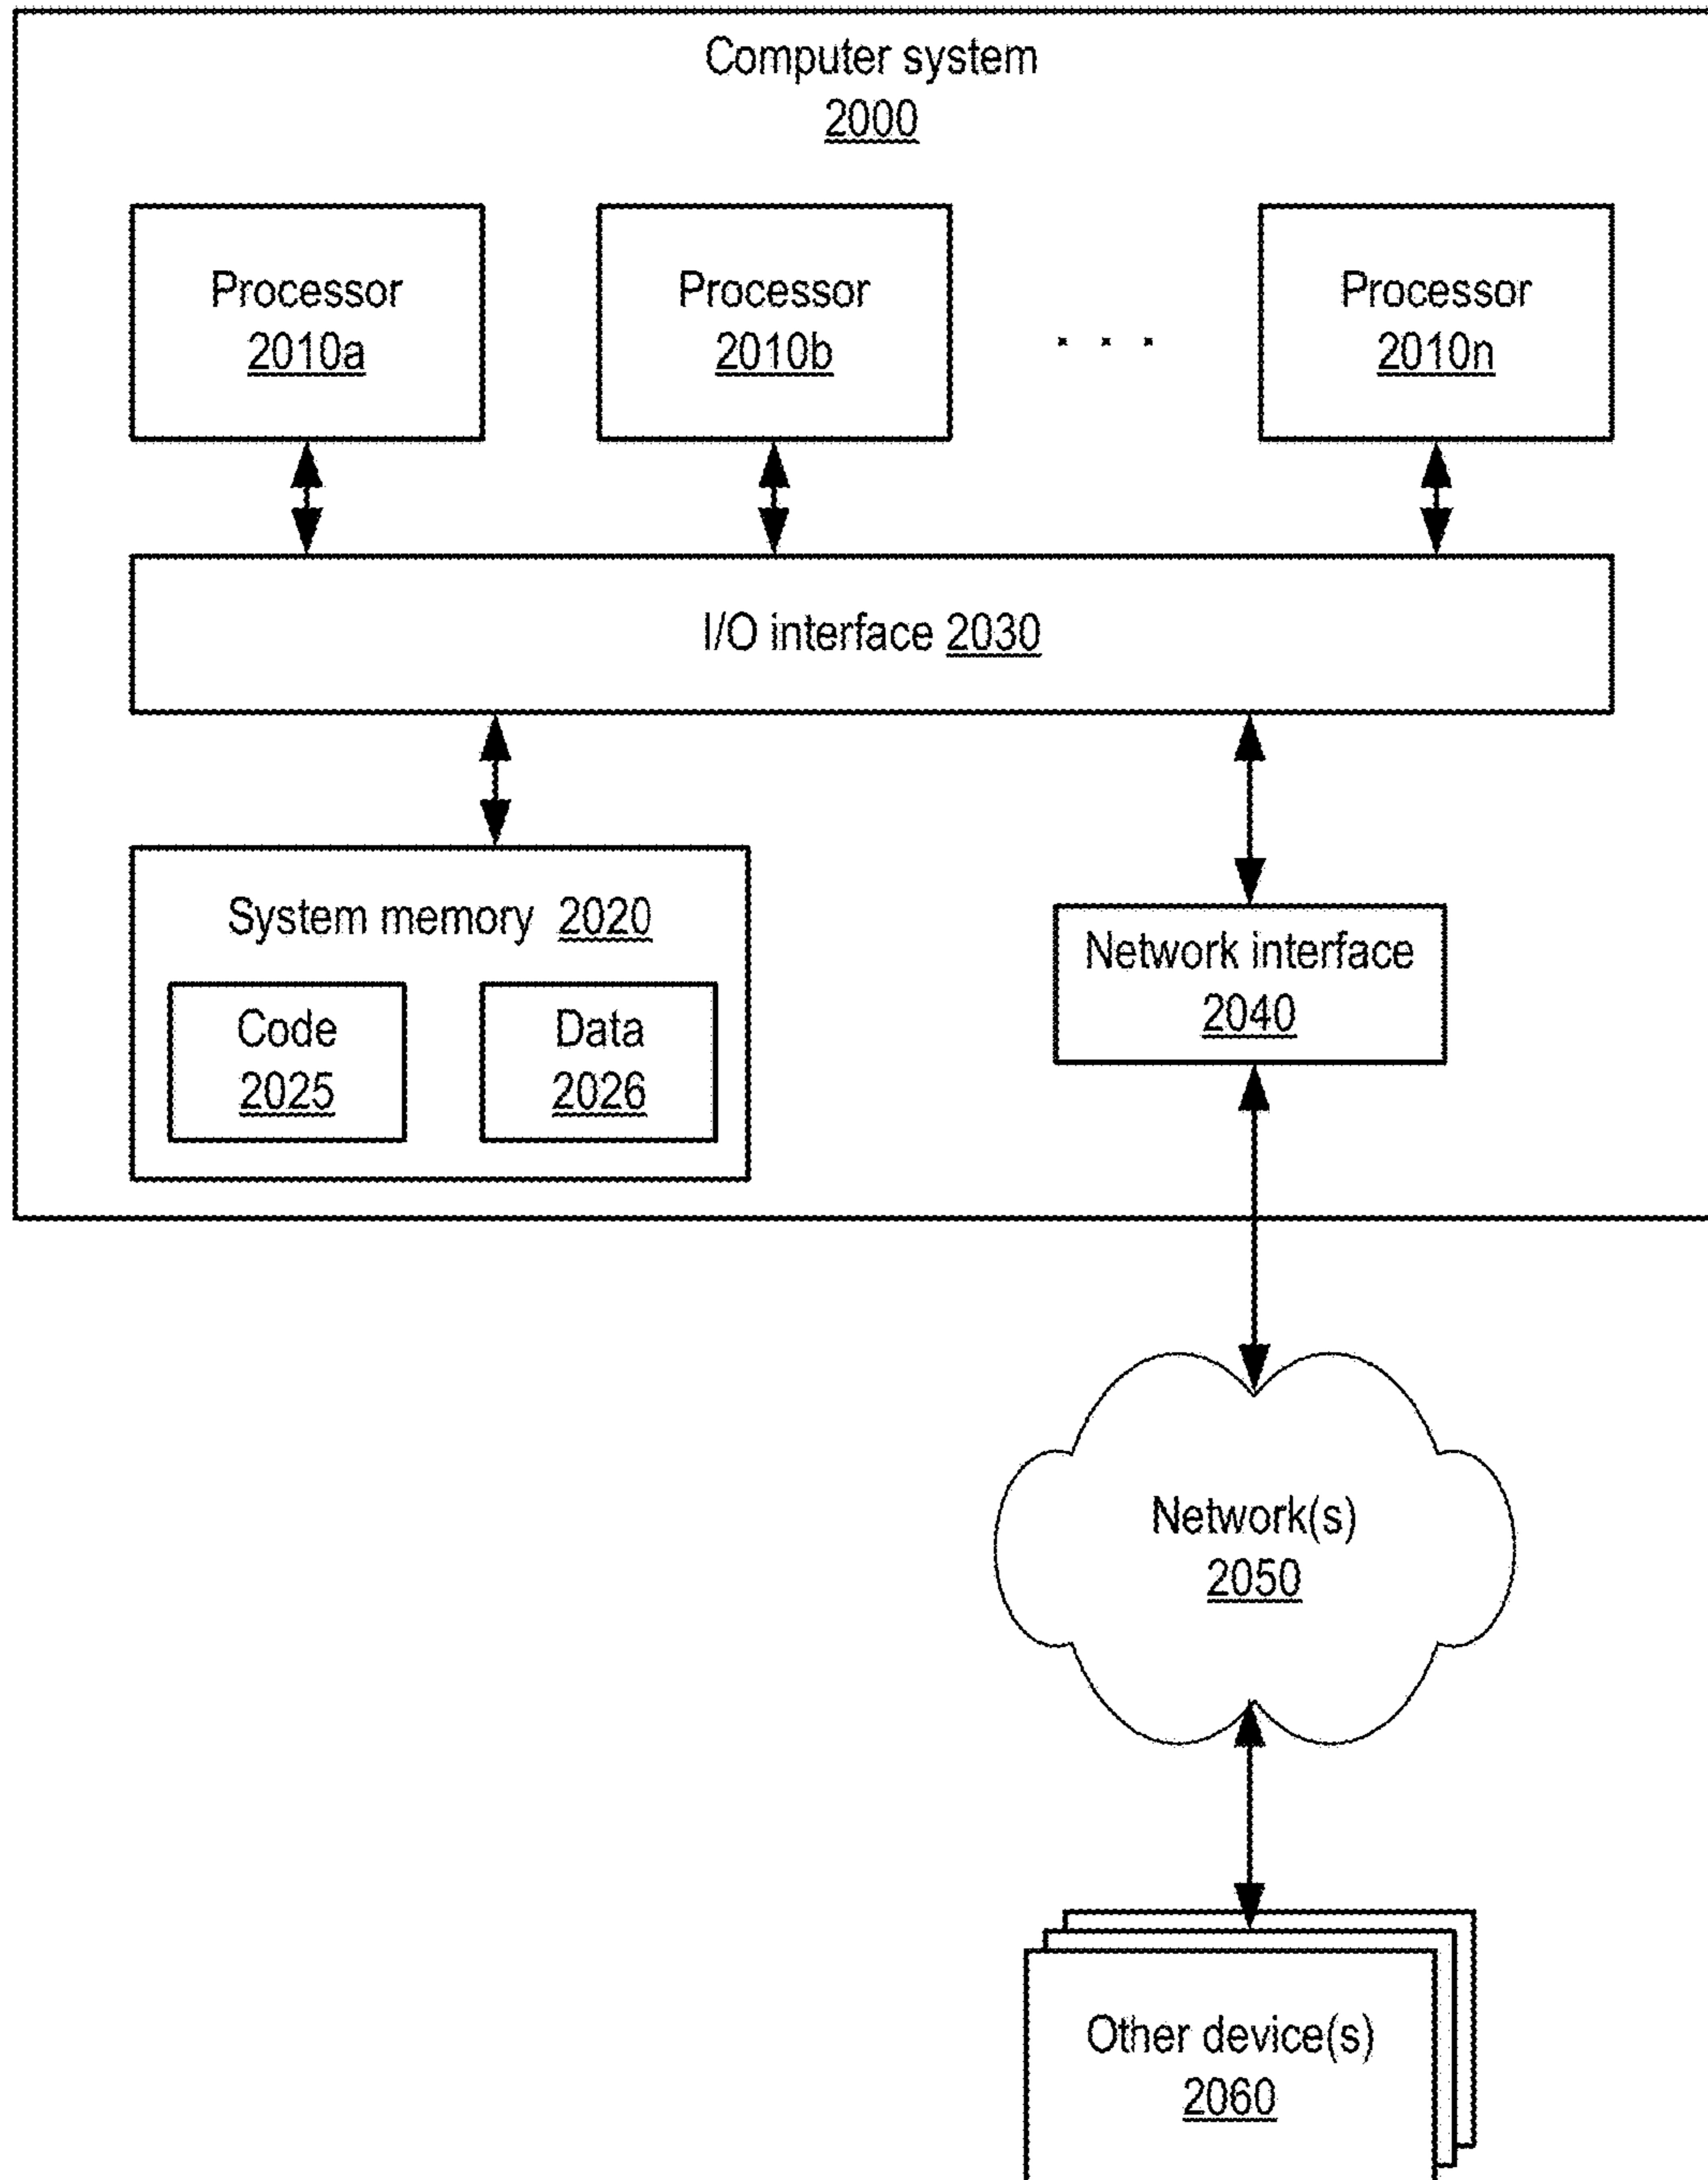 Computer system
2000
Processor
2010a
Processor
2010b
. . .
Processor
2010n
I/O interface 2030
System memory 2020
Code
2025
Data
2026
Network interface
2040
Network(s)
2050
Other device(s)
2060